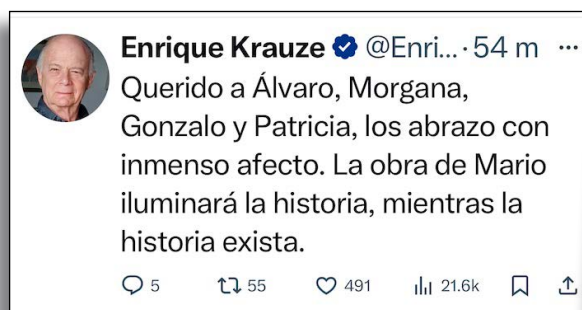 Enrique Krauze @Enri... · 54 m ...
Querido a Álvaro, Morgana,
Gonzalo y Patricia, los abrazo con
inmenso afecto. La obra de Mario
iluminará la historia, mientras la
historia exista.
5 55 491 21.6k